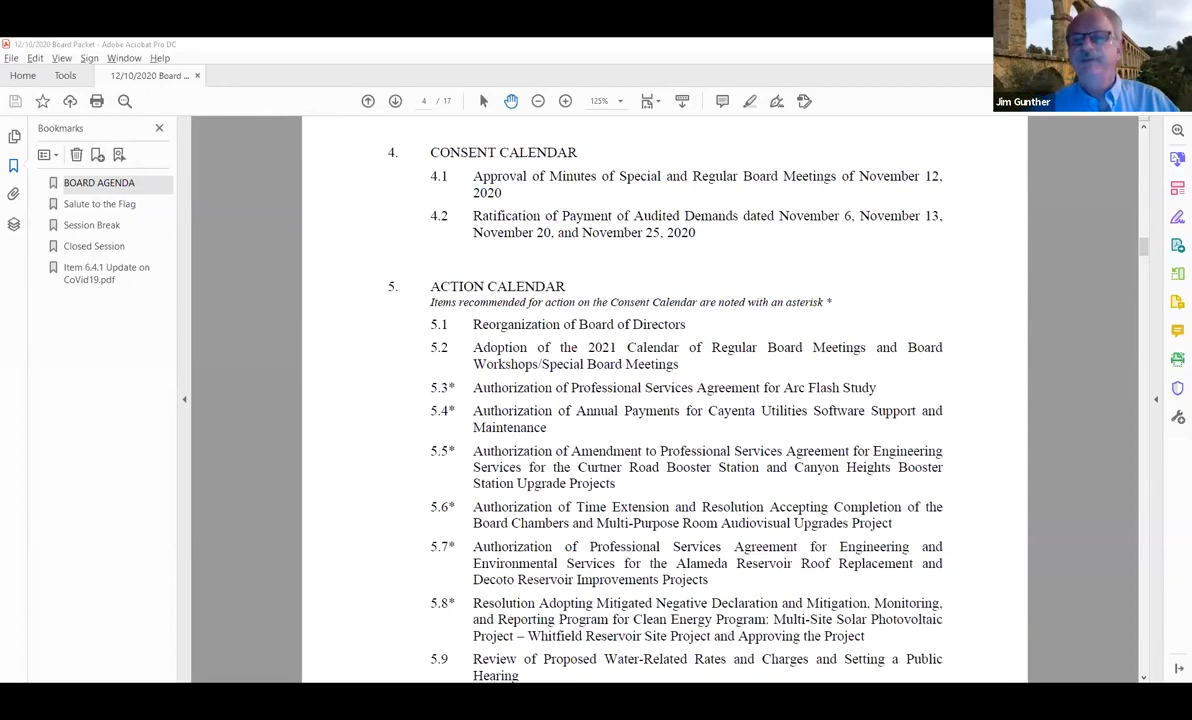 12/10/2020 Board Packet - Adobe Acrobat Pro DC
File Edit View Sign Window Help
Home Tools 12/10/2020 Board ... ×
4 / 17 125%
Jim Gunther
Bookmarks
BOARD AGENDA
Salute to the Flag
Session Break
Closed Session
Item 6.4.1 Update on
CoVid19.pdf
4. CONSENT CALENDAR
4.1 Approval of Minutes of Special and Regular Board Meetings of November 12,
2020
4.2 Ratification of Payment of Audited Demands dated November 6, November 13,
November 20, and November 25, 2020
5. ACTION CALENDAR
Items recommended for action on the Consent Calendar are noted with an asterisk *
5.1 Reorganization of Board of Directors
5.2 Adoption of the 2021 Calendar of Regular Board Meetings and Board
Workshops/Special Board Meetings
5.3* Authorization of Professional Services Agreement for Arc Flash Study
5.4* Authorization of Annual Payments for Cayenta Utilities Software Support and
Maintenance
5.5* Authorization of Amendment to Professional Services Agreement for Engineering
Services for the Curtner Road Booster Station and Canyon Heights Booster
Station Upgrade Projects
5.6* Authorization of Time Extension and Resolution Accepting Completion of the
Board Chambers and Multi-Purpose Room Audiovisual Upgrades Project
5.7* Authorization of Professional Services Agreement for Engineering and
Environmental Services for the Alameda Reservoir Roof Replacement and
Decoto Reservoir Improvements Projects
5.8* Resolution Adopting Mitigated Negative Declaration and Mitigation, Monitoring,
and Reporting Program for Clean Energy Program: Multi-Site Solar Photovoltaic
Project – Whitfield Reservoir Site Project and Approving the Project
5.9 Review of Proposed Water-Related Rates and Charges and Setting a Public
Hearing